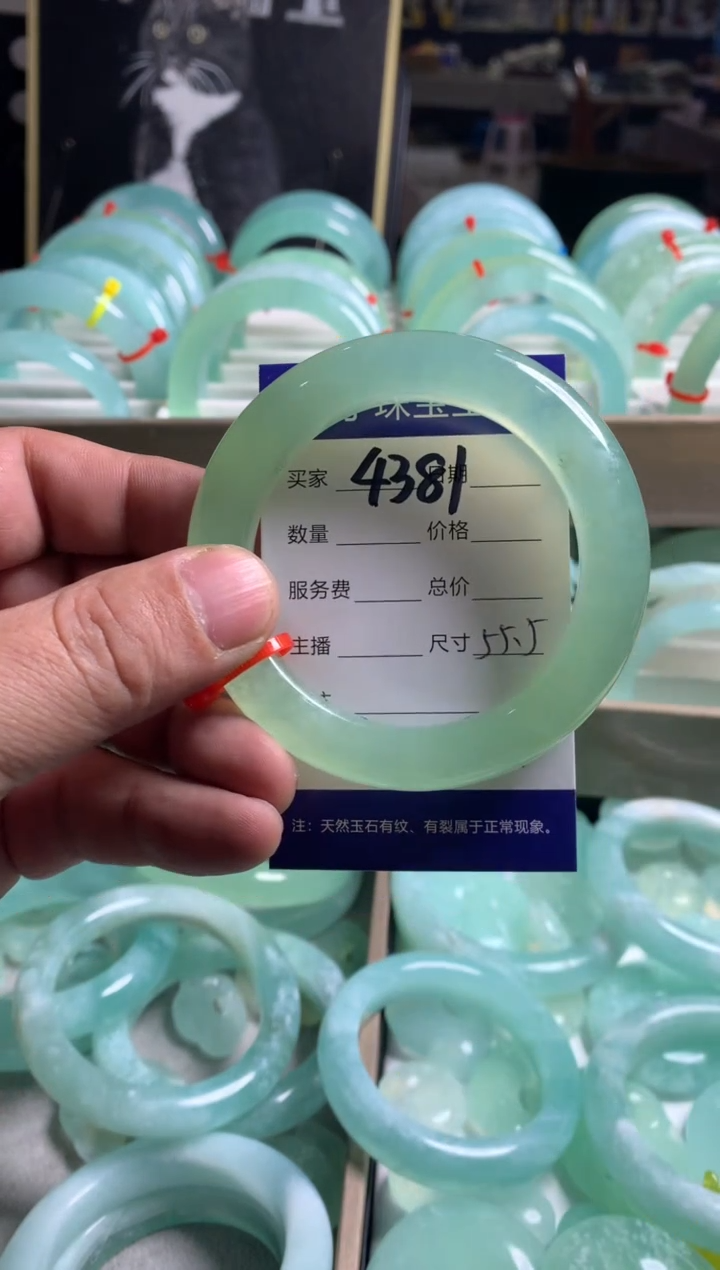 珠宝
买家 4381 日期
数量 价格
服务费 总价
主播 尺寸 55.5
注：天然玉石有纹、有裂属于正常现象。